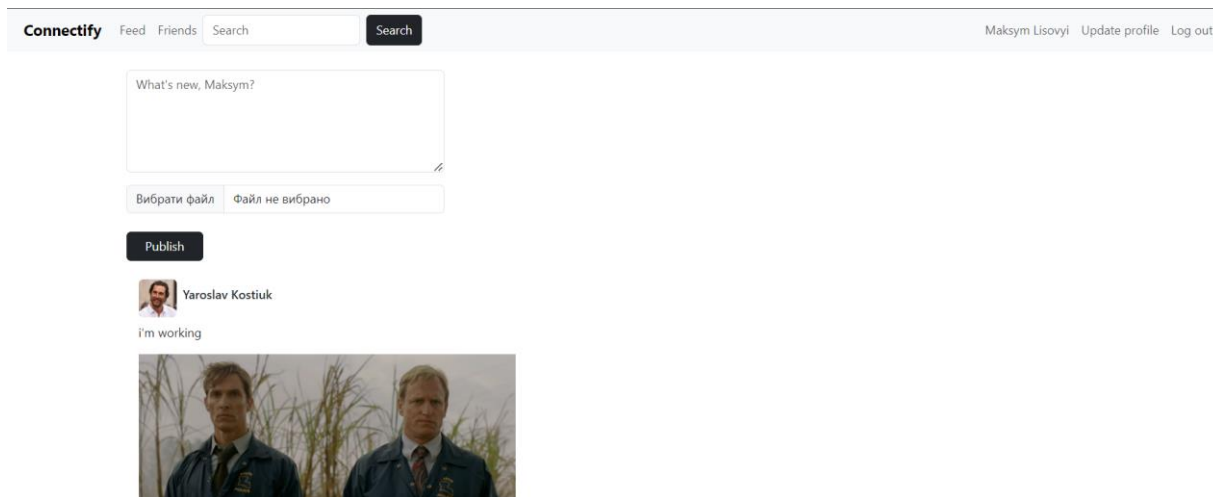 Connectify Feed Friends Search Search Maksym Lisovyi Update profile Log out
What's new, Maksym?
Вибрати файл Файл не вибрано
Publish
Yaroslav Kostiuk
i'm working